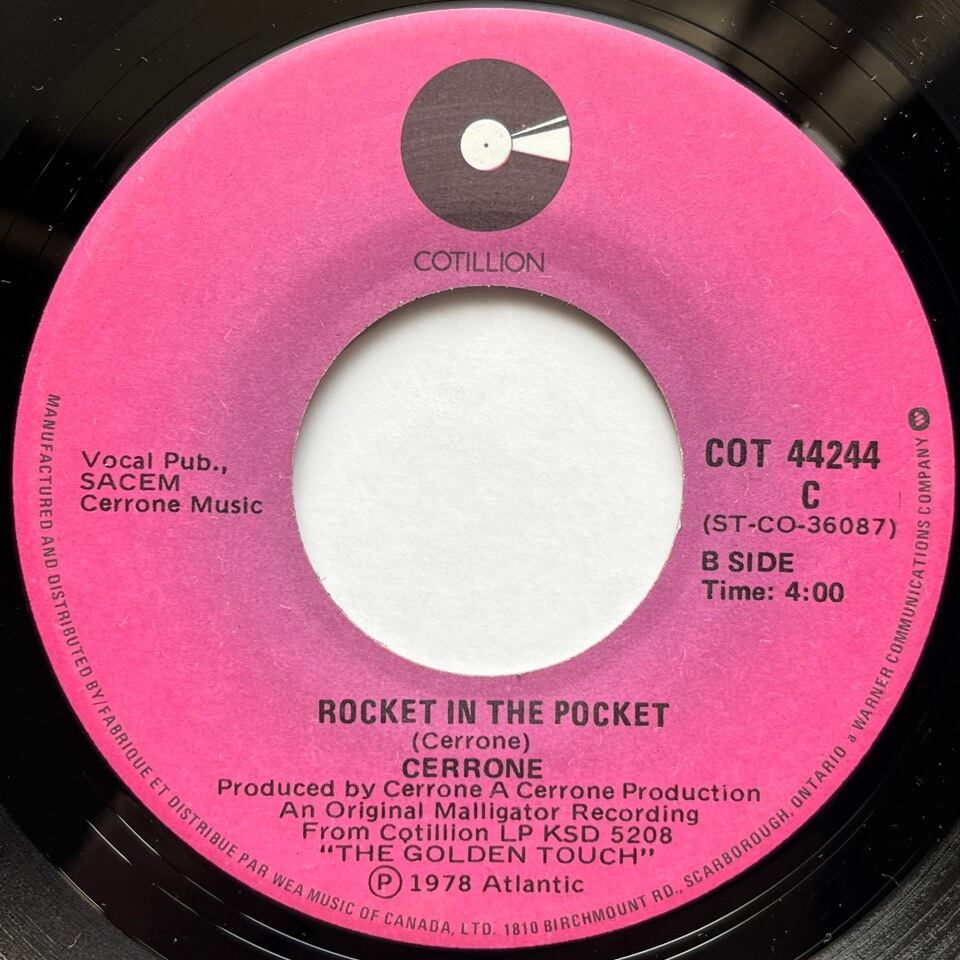 COTILLION
Vocal Pub.,
SACEM
Cerrone Music
COT 44244
C
(ST-CO-36087)
B SIDE
Time: 4:00
ROCKET IN THE POCKET
(Cerrone)
CERRONE
Produced by Cerrone A Cerrone Production
An Original Malligator Recording
From Cotillion LP KSD 5208
"THE GOLDEN TOUCH"
Ⓟ 1978 Atlantic
MANUFACTURED AND DISTRIBUTED BY/FABRIQUE ET DISTRIBUE PAR WEA MUSIC OF CANADA, LTD. 1810 BIRCHMOUNT RD., SCARBOROUGH, ONTARIO a WARNER COMMUNICATIONS COMPANY